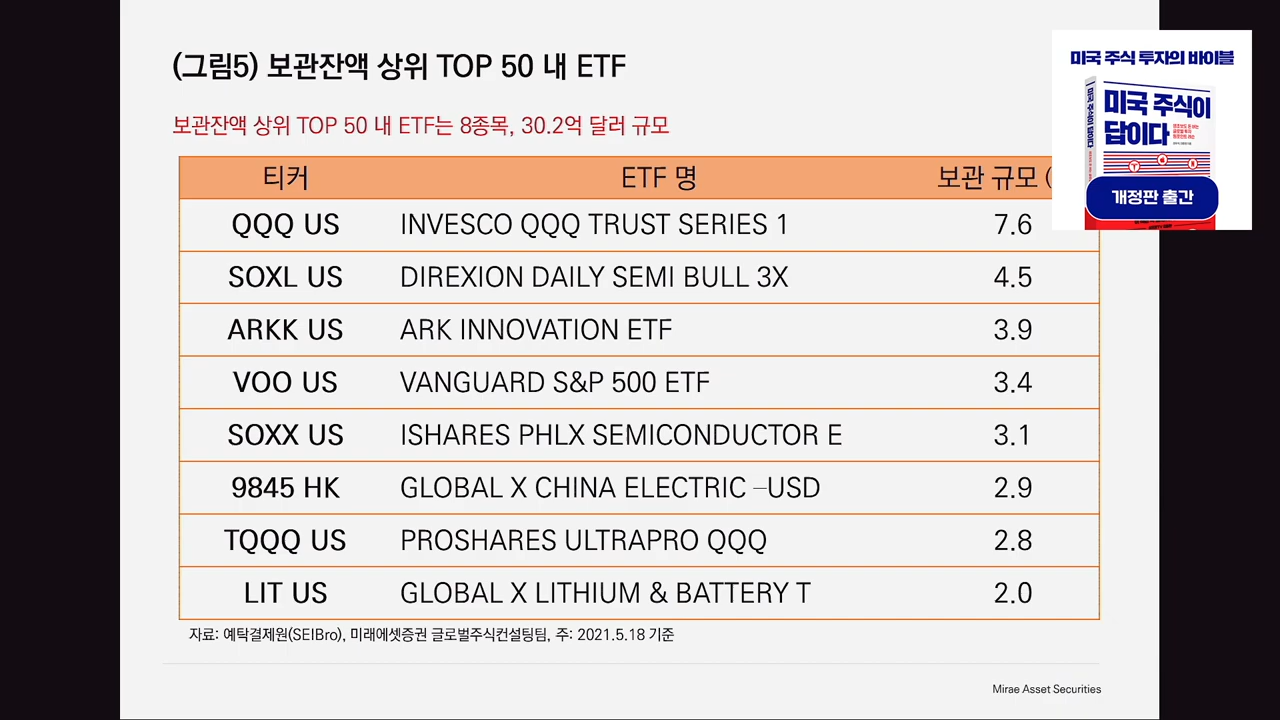 (그림5) 보관잔액 상위 TOP 50 내 ETF
보관잔액 상위 TOP 50 내 ETF는 8종목, 30.2억 달러 규모
티커 ETF 명 보관 규모 (
QQQ US INVESCO QQQ TRUST SERIES 1 7.6
SOXL US DIREXION DAILY SEMI BULL 3X 4.5
ARKK US ARK INNOVATION ETF 3.9
VOO US VANGUARD S&P 500 ETF 3.4
SOXX US ISHARES PHLX SEMICONDUCTOR E 3.1
9845 HK GLOBAL X CHINA ELECTRIC –USD 2.9
TQQQ US PROSHARES ULTRAPRO QQQ 2.8
LIT US GLOBAL X LITHIUM & BATTERY T 2.0
자료: 예탁결제원(SEIBro), 미래에셋증권 글로벌주식컨설팅팀, 주: 2021.5.18 기준
Mirae Asset Securities
미국 주식 투자의 바이블
미국 주식이
답이다
미국 주식이 답이다
개정판 출간